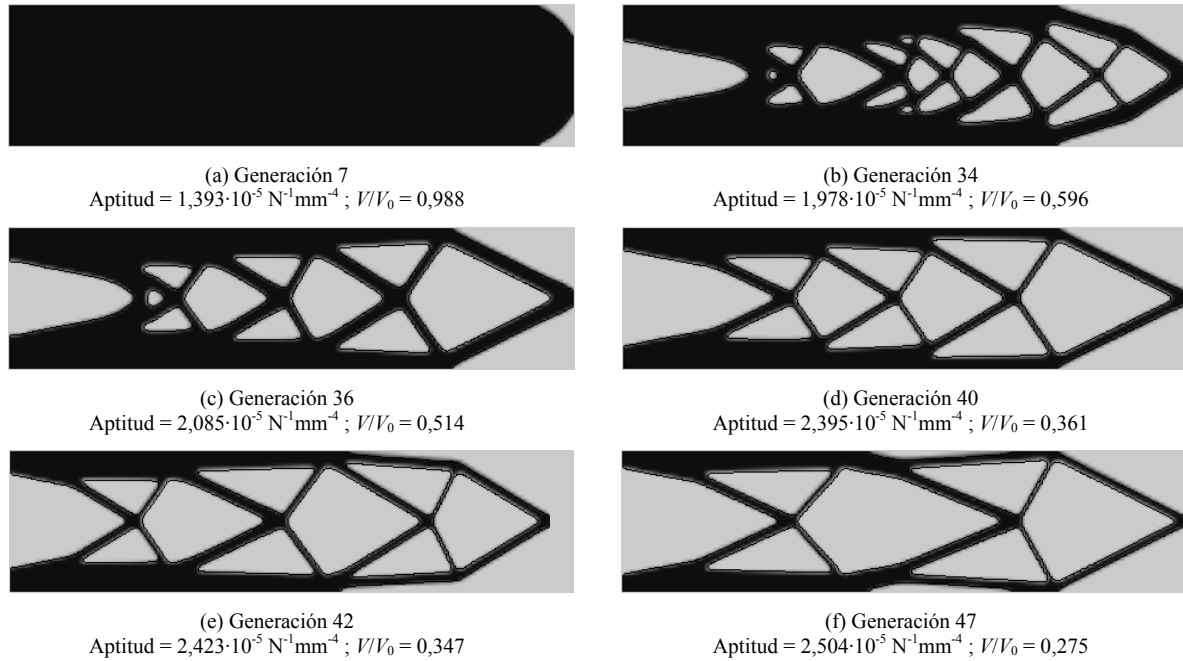 (a) Generación 7
Aptitud = 1,393·10⁻⁵ N⁻¹mm⁻⁴ ; V/V₀ = 0,988
(b) Generación 34
Aptitud = 1,978·10⁻⁵ N⁻¹mm⁻⁴ ; V/V₀ = 0,596
(c) Generación 36
Aptitud = 2,085·10⁻⁵ N⁻¹mm⁻⁴ ; V/V₀ = 0,514
(d) Generación 40
Aptitud = 2,395·10⁻⁵ N⁻¹mm⁻⁴ ; V/V₀ = 0,361
(e) Generación 42
Aptitud = 2,423·10⁻⁵ N⁻¹mm⁻⁴ ; V/V₀ = 0,347
(f) Generación 47
Aptitud = 2,504·10⁻⁵ N⁻¹mm⁻⁴ ; V/V₀ = 0,275